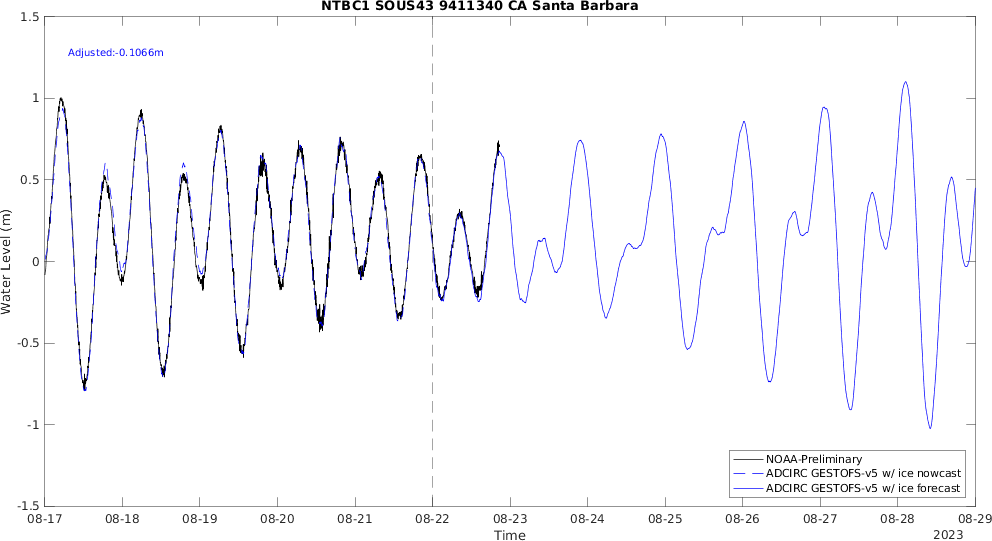 NTBC1 SOUS43 9411340 CA Santa Barbara
Adjusted:-0.1066m
Water Level (m)
1.5
1
0.5
0
-0.5
-1
-1.5
NOAA-Preliminary
ADCIRC GESTOFS-v5 w/ ice nowcast
ADCIRC GESTOFS-v5 w/ ice forecast
08-17 08-18 08-19 08-20 08-21 08-22 08-23 08-24 08-25 08-26 08-27 08-28 08-29
Time
2023